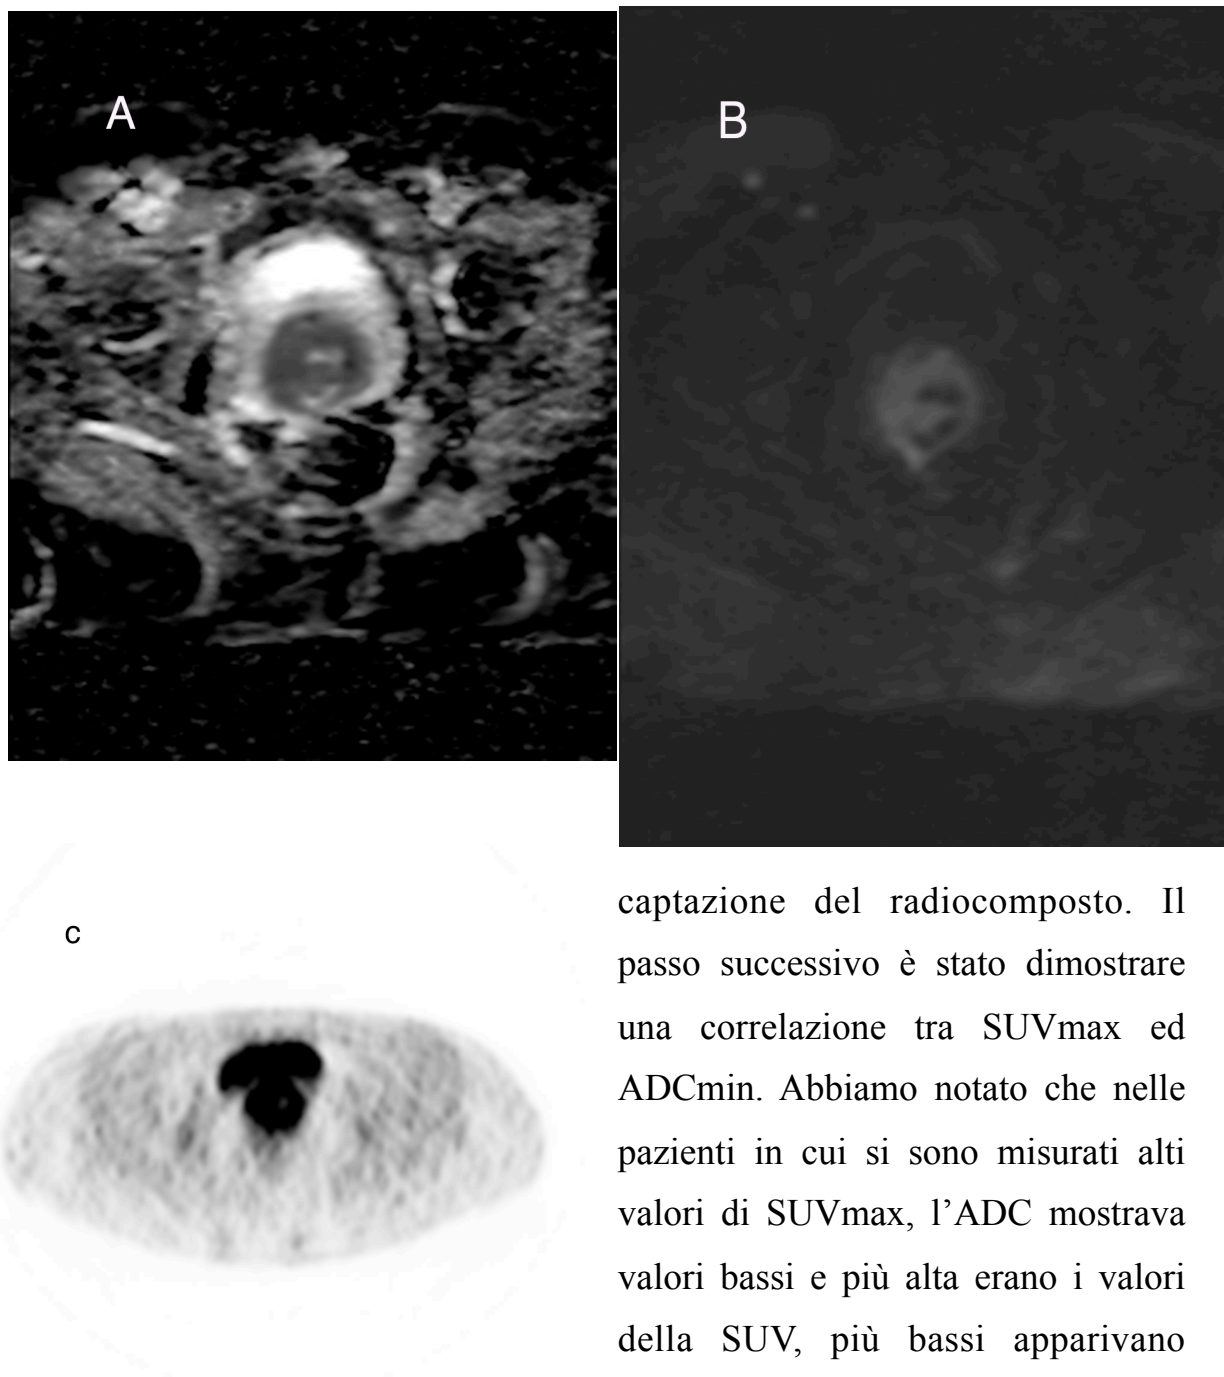 A
B
c
captazione del radiocomposto. Il
passo successivo è stato dimostrare
una correlazione tra SUVmax ed
ADCmin. Abbiamo notato che nelle
pazienti in cui si sono misurati alti
valori di SUVmax, l’ADC mostrava
valori bassi e più alta erano i valori
della SUV, più bassi apparivano